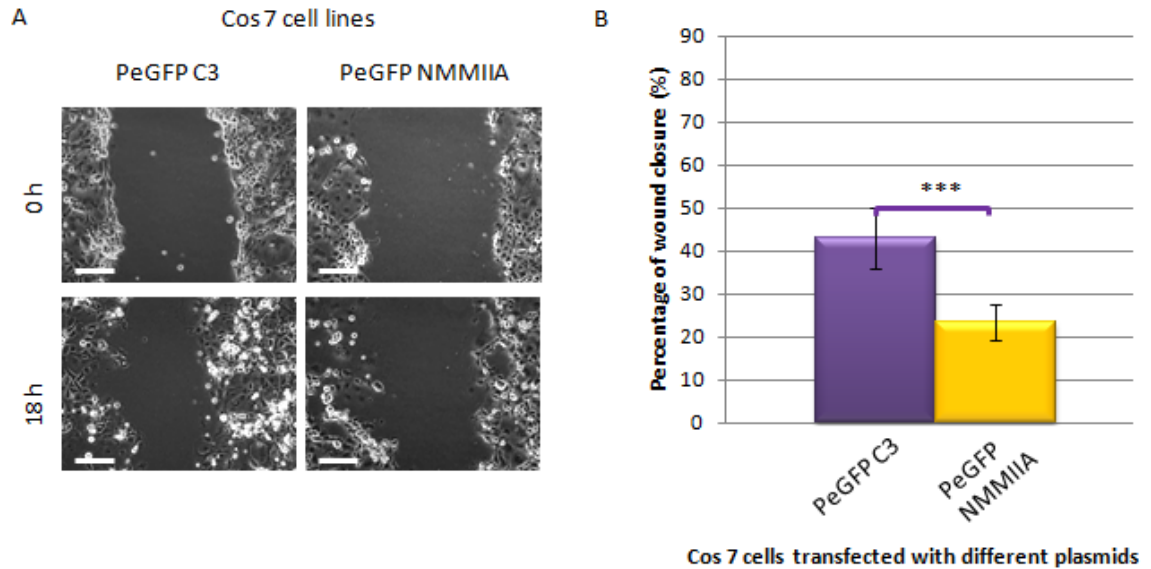 A
Cos 7 cell lines
PeGFP C3
PeGFP NMMIIA
0 h
18 h
B
Percentage of wound closure (%)
90
80
70
60
50
40
30
20
10
0
***
PeGFP C3
PeGFP
NMMIIA
Cos 7 cells transfected with different plasmids